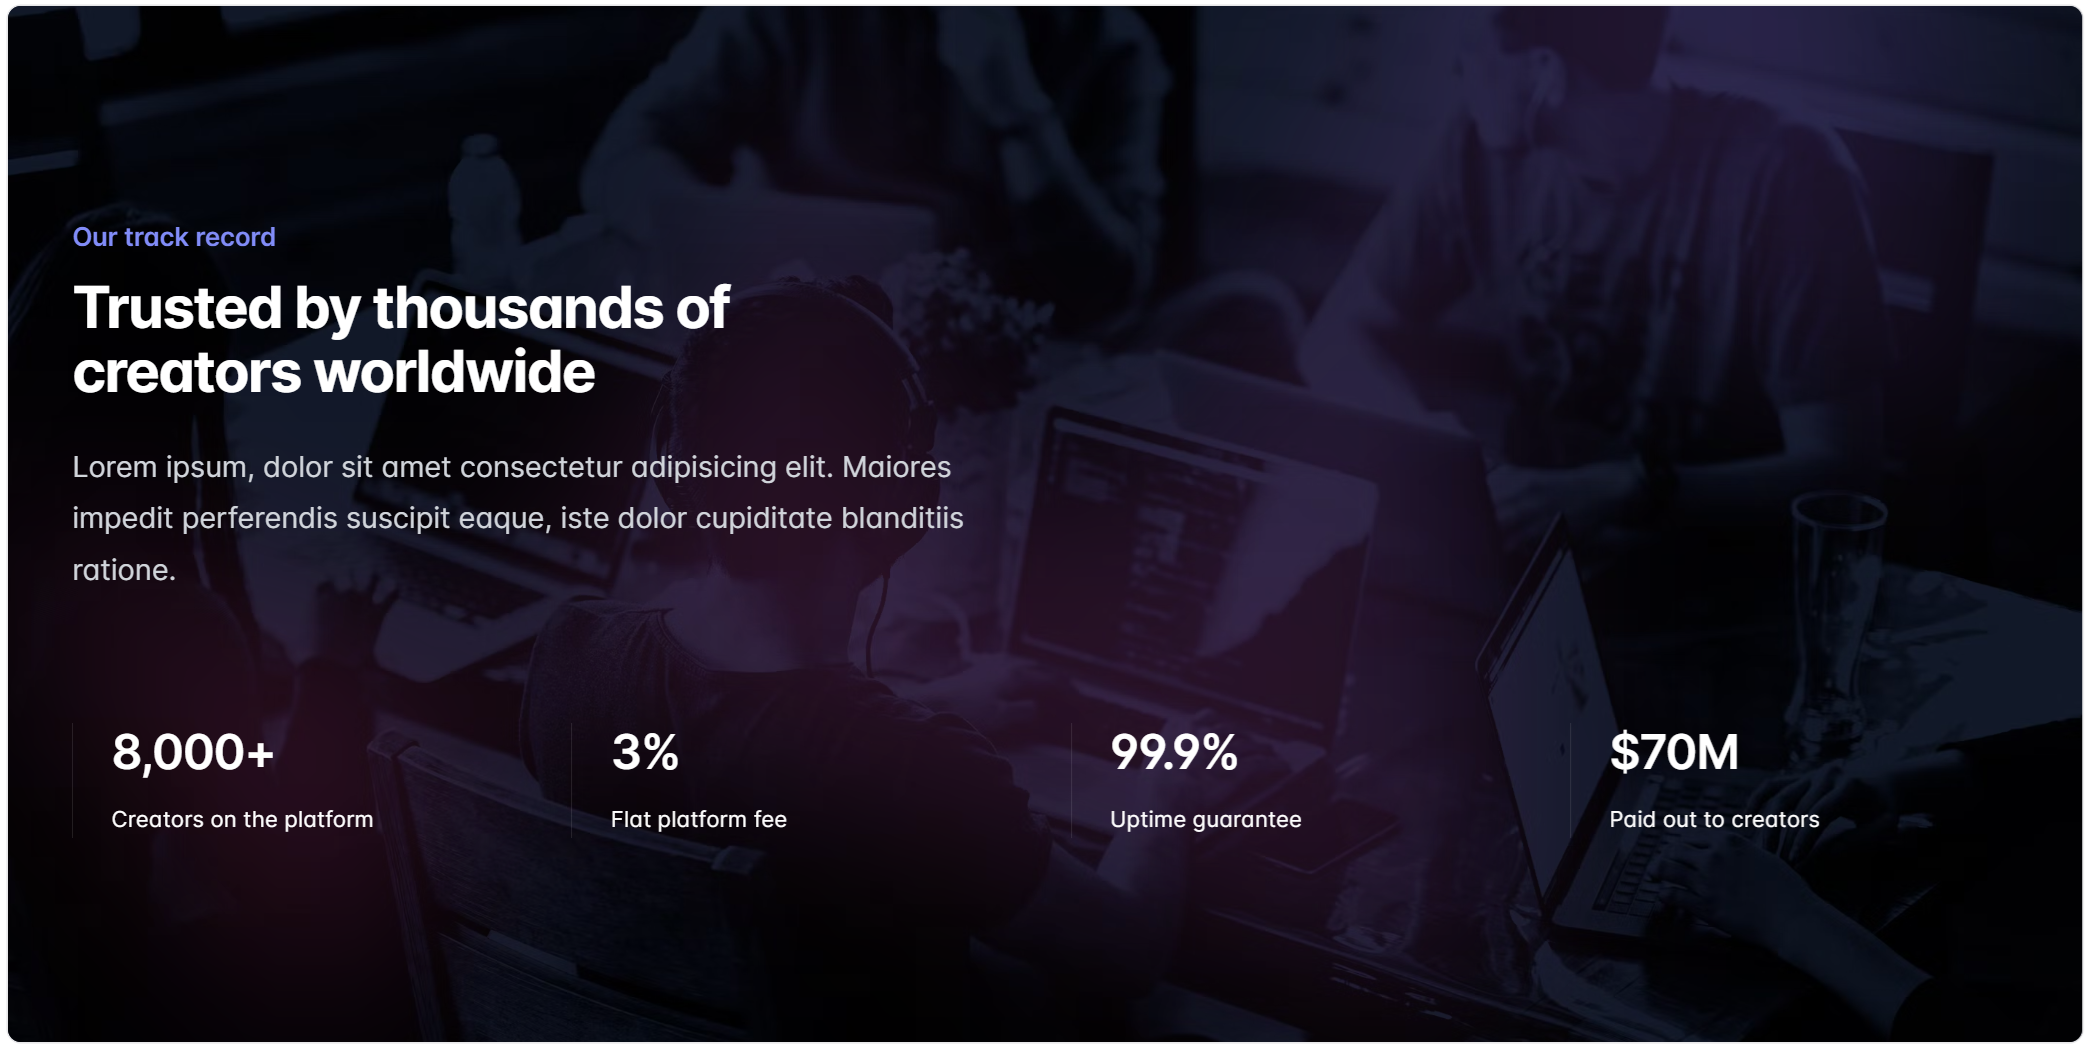 Our track record
Trusted by thousands of
creators worldwide
Lorem ipsum, dolor sit amet consectetur adipisicing elit. Maiores
impedit perferendis suscipit eaque, iste dolor cupiditate blanditiis
ratione.
8,000+
Creators on the platform
3%
Flat platform fee
99.9%
Uptime guarantee
$70M
Paid out to creators